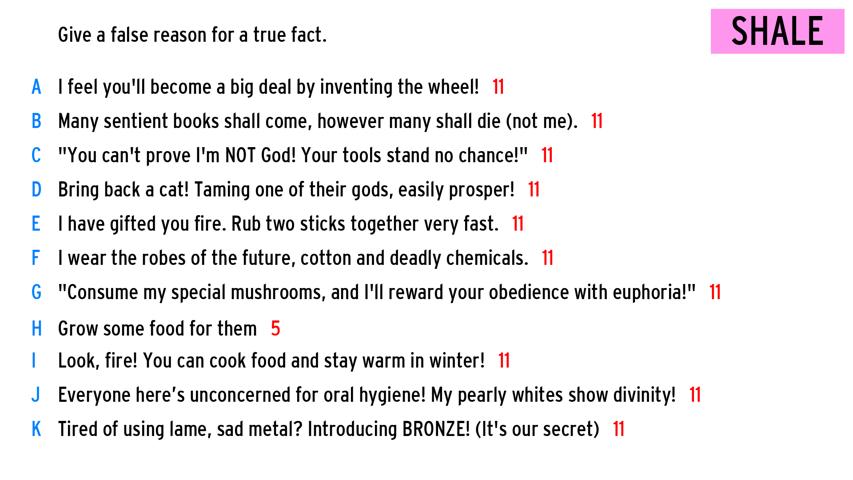 Give a false reason for a true fact.
SHALE
A I feel you'll become a big deal by inventing the wheel! 11
B Many sentient books shall come, however many shall die (not me). 11
C "You can't prove I'm NOT God! Your tools stand no chance!" 11
D Bring back a cat! Taming one of their gods, easily prosper! 11
E I have gifted you fire. Rub two sticks together very fast. 11
F I wear the robes of the future, cotton and deadly chemicals. 11
G "Consume my special mushrooms, and I'll reward your obedience with euphoria!" 11
H Grow some food for them 5
I Look, fire! You can cook food and stay warm in winter! 11
J Everyone here’s unconcerned for oral hygiene! My pearly whites show divinity! 11
K Tired of using lame, sad metal? Introducing BRONZE! (It's our secret) 11